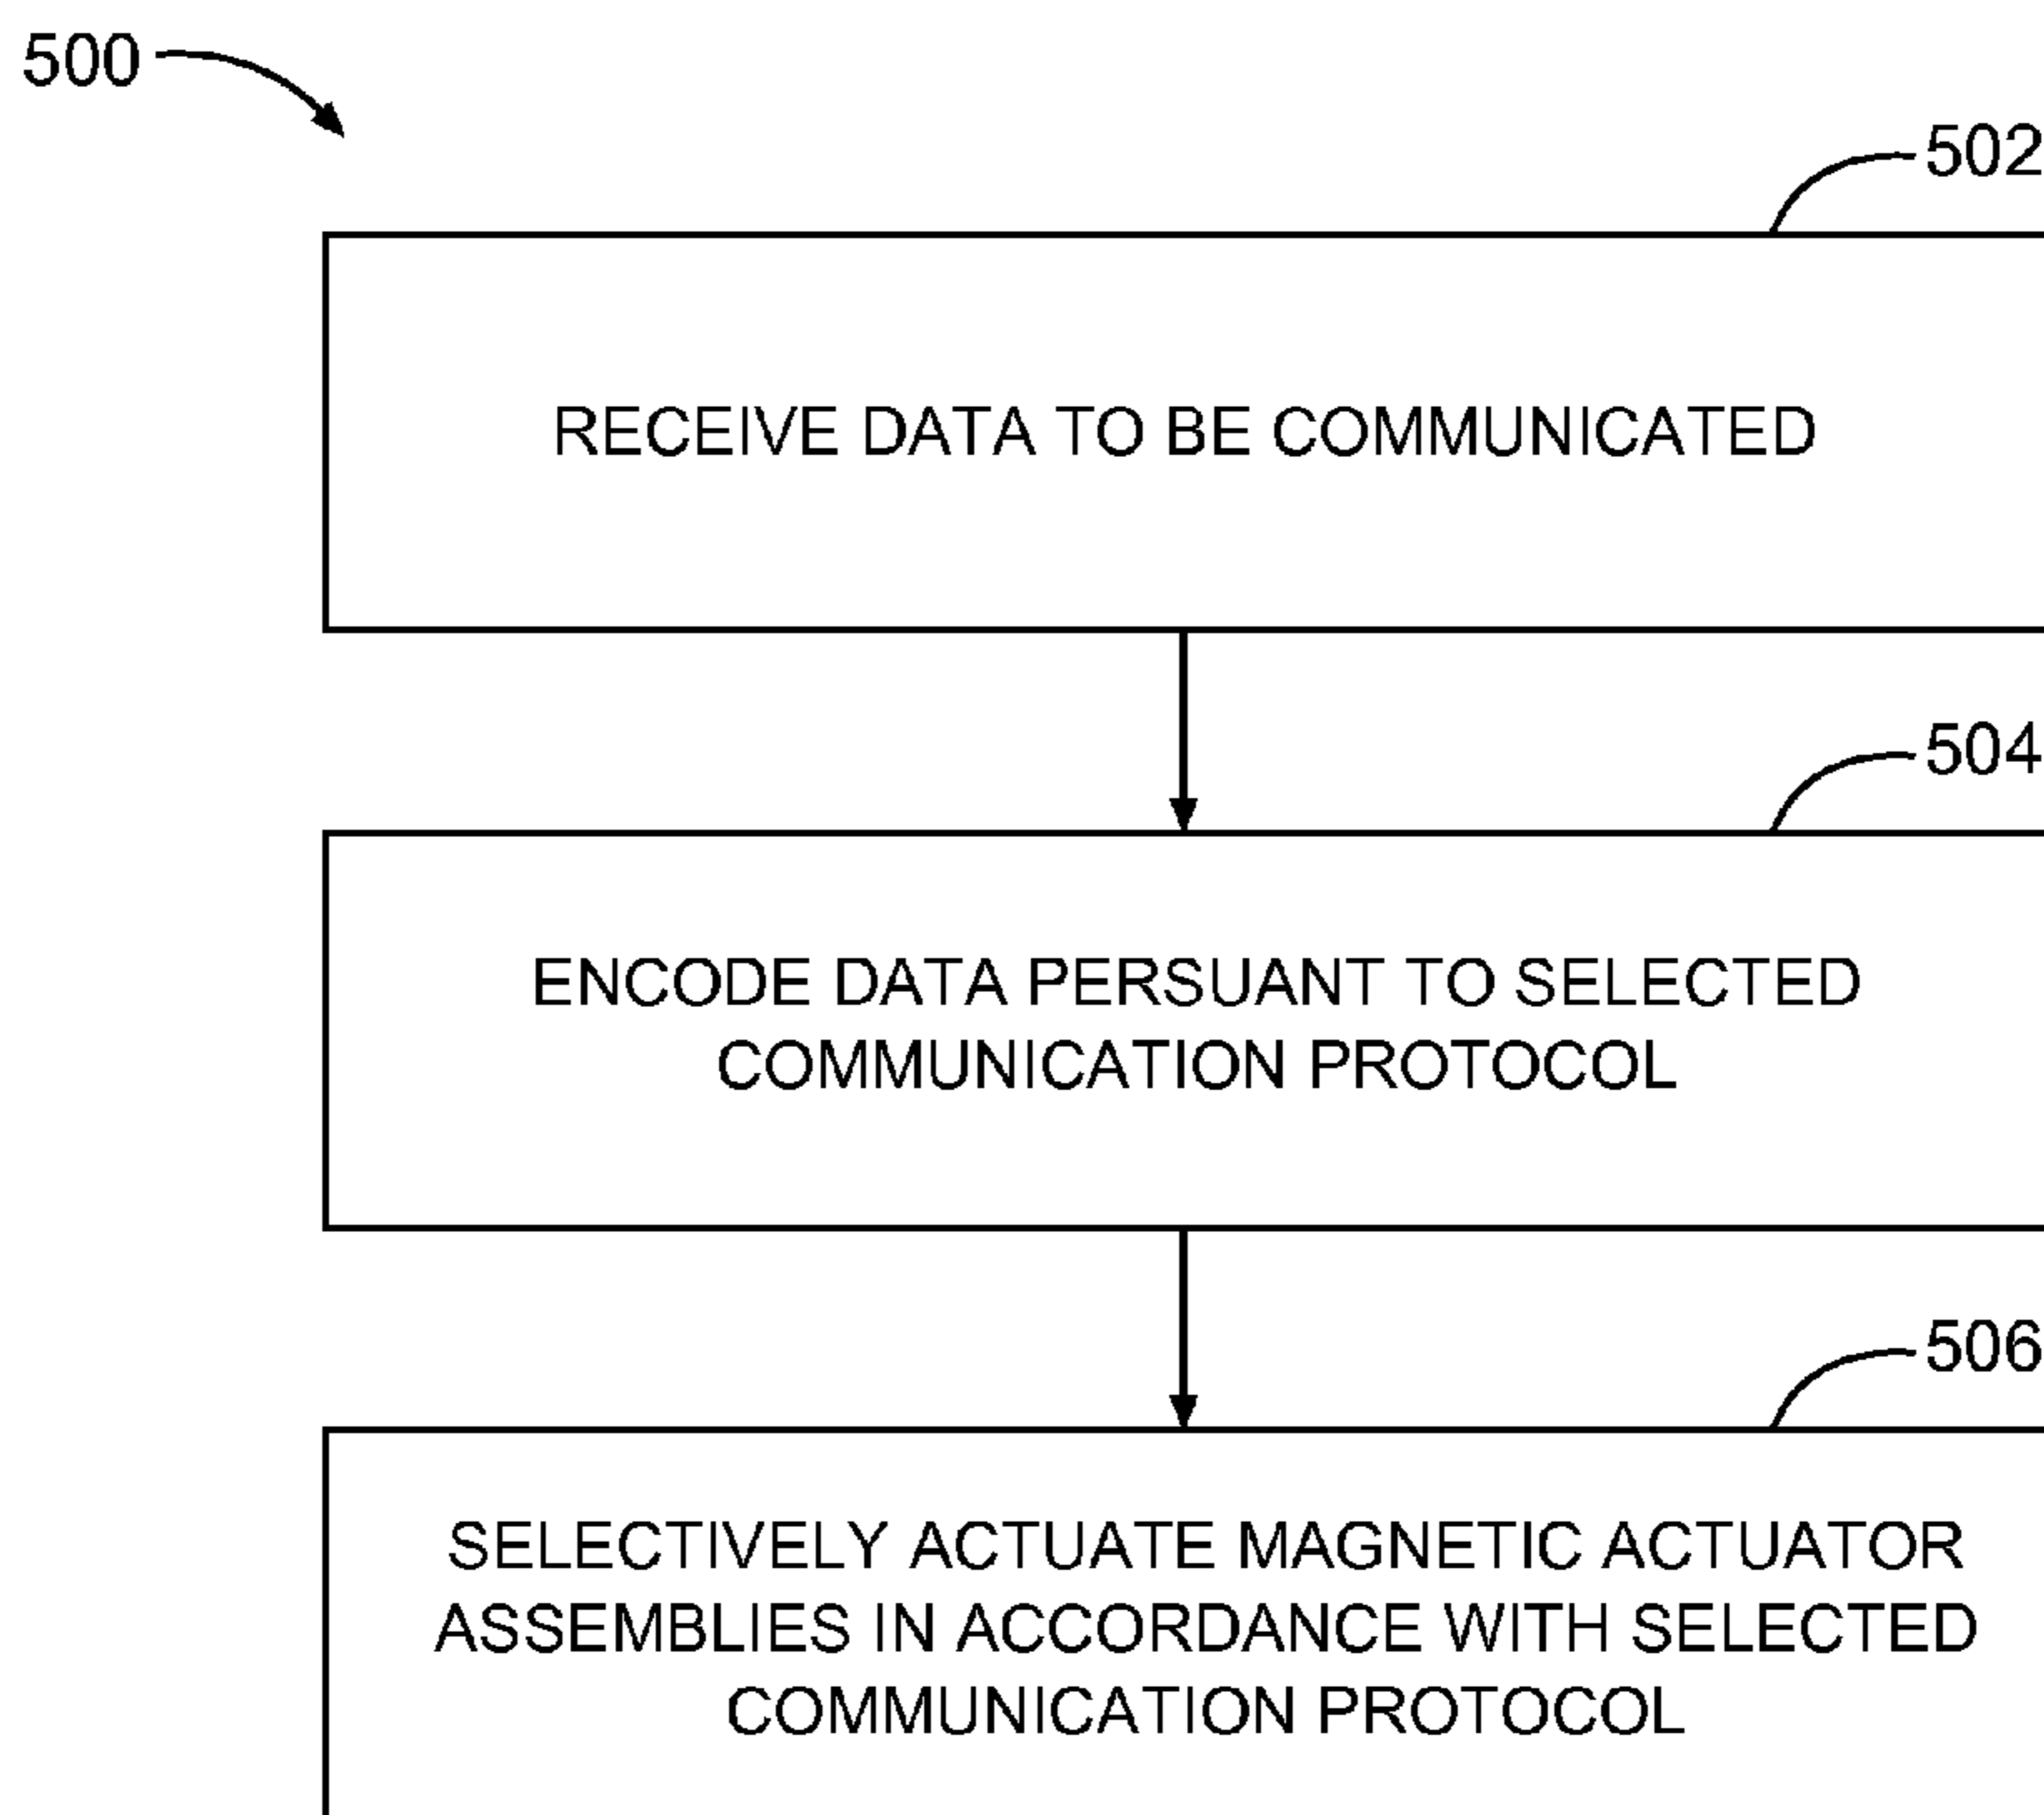 500
502
RECEIVE DATA TO BE COMMUNICATED
504
ENCODE DATA PERSUANT TO SELECTED
COMMUNICATION PROTOCOL
506
SELECTIVELY ACTUATE MAGNETIC ACTUATOR
ASSEMBLIES IN ACCORDANCE WITH SELECTED
COMMUNICATION PROTOCOL